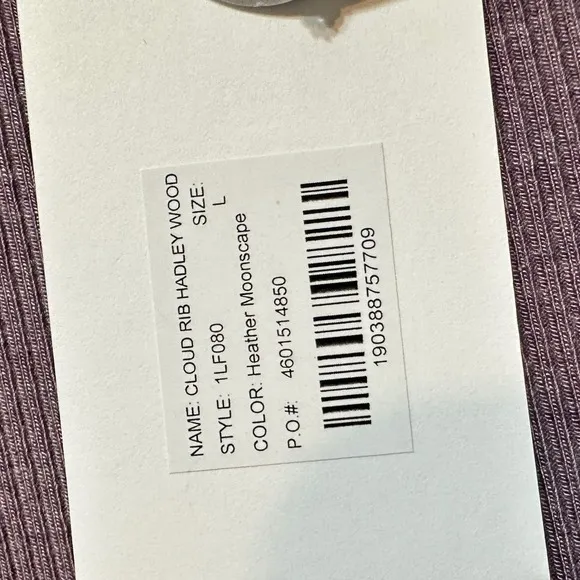 NAME: CLOUD RIB HADLEY WOOD
STYLE: 1LF080 SIZE:
COLOR: Heather Moonscape L
P.O.#: 4601514850
190388757709